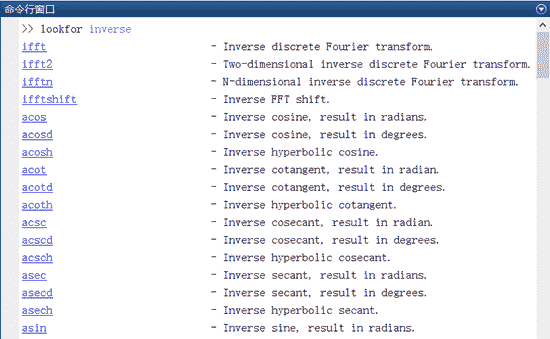 命令行窗口
>> lookfor inverse
ifft - Inverse discrete Fourier transform.
ifft2 - Two-dimensional inverse discrete Fourier transform.
ifftn - N-dimensional inverse discrete Fourier transform.
ifftshift - Inverse FFT shift.
acos - Inverse cosine, result in radians.
acosd - Inverse cosine, result in degrees.
acosh - Inverse hyperbolic cosine.
acot - Inverse cotangent, result in radian.
acotd - Inverse cotangent, result in degrees.
acoth - Inverse hyperbolic cotangent.
acsc - Inverse cosecant, result in radian.
acscd - Inverse cosecant, result in degrees.
acsch - Inverse hyperbolic cosecant.
asec - Inverse secant, result in radians.
asecd - Inverse secant, result in degrees.
asech - Inverse hyperbolic secant.
asin - Inverse sine, result in radians.